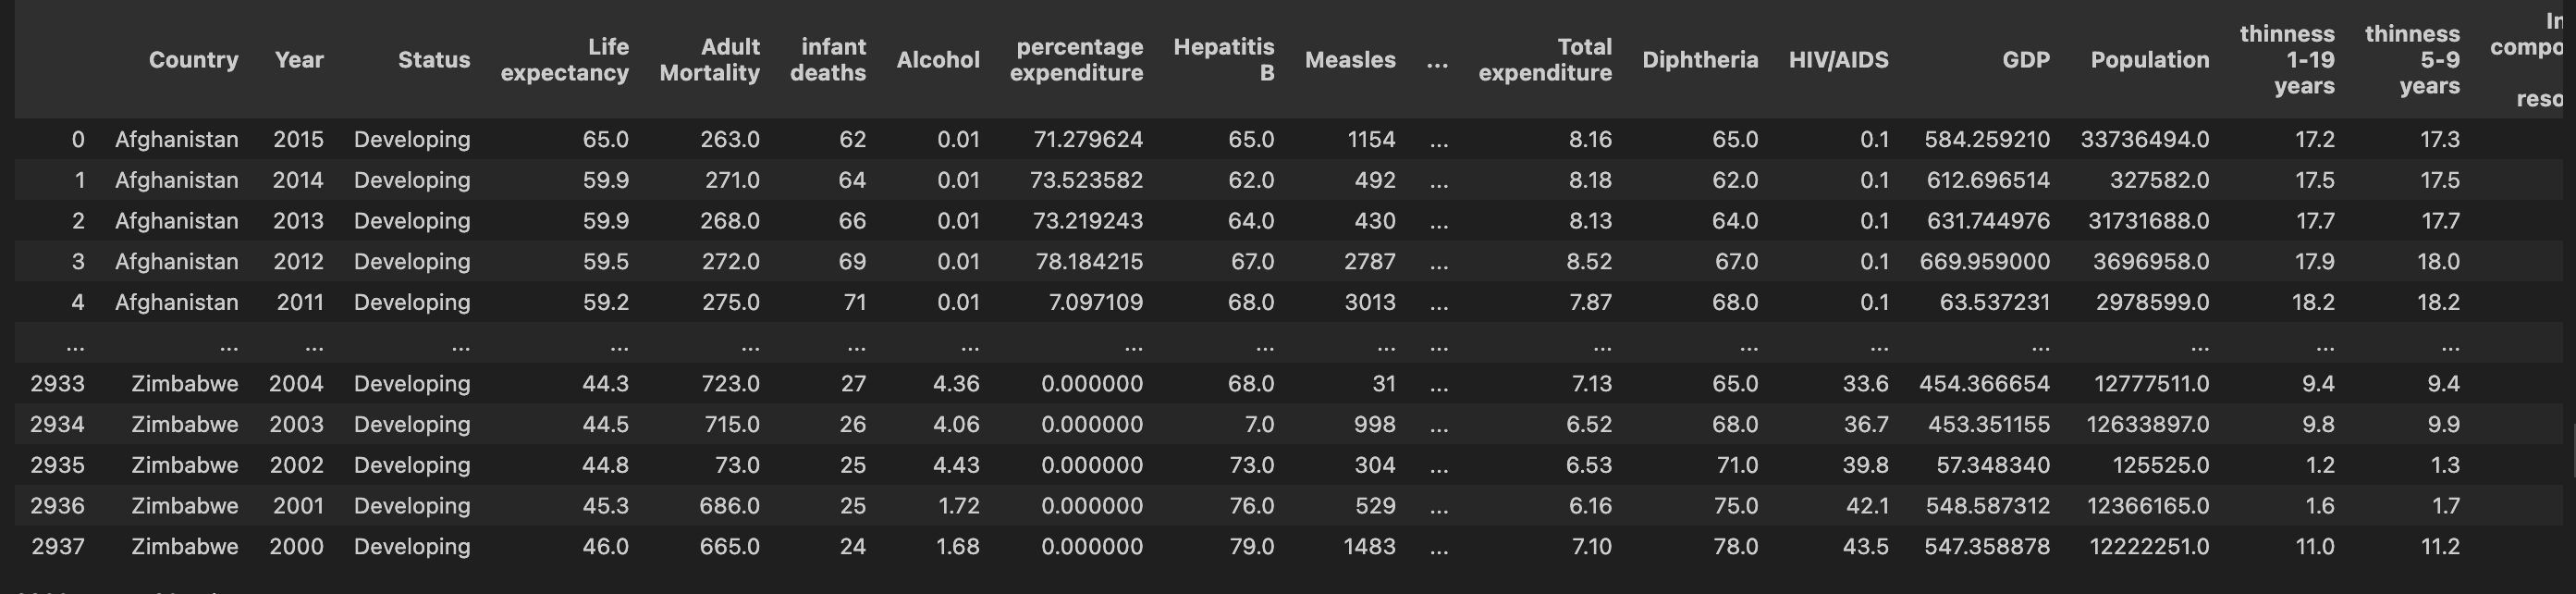 Country Year Status Life expectancy Adult Mortality infant deaths Alcohol percentage expenditure Hepatitis B Measles ... Total expenditure Diphtheria HIV/AIDS GDP Population thinness 1-19 years thinness 5-9 years
0 Afghanistan 2015 Developing 65.0 263.0 62 0.01 71.279624 65.0 1154 ... 8.16 65.0 0.1 584.259210 33736494.0 17.2 17.3
1 Afghanistan 2014 Developing 59.9 271.0 64 0.01 73.523582 62.0 492 ... 8.18 62.0 0.1 612.696514 327582.0 17.5 17.5
2 Afghanistan 2013 Developing 59.9 268.0 66 0.01 73.219243 64.0 430 ... 8.13 64.0 0.1 631.744976 31731688.0 17.7 17.7
3 Afghanistan 2012 Developing 59.5 272.0 69 0.01 78.184215 67.0 2787 ... 8.52 67.0 0.1 669.959000 3696958.0 17.9 18.0
4 Afghanistan 2011 Developing 59.2 275.0 71 0.01 7.097109 68.0 3013 ... 7.87 68.0 0.1 63.537231 2978599.0 18.2 18.2
... ... ... ... ... ... ... ... ... ... ... ... ... ... ... ... ... ... ...
2933 Zimbabwe 2004 Developing 44.3 723.0 27 4.36 0.000000 68.0 31 ... 7.13 65.0 33.6 454.366654 12777511.0 9.4 9.4
2934 Zimbabwe 2003 Developing 44.5 715.0 26 4.06 0.000000 7.0 998 ... 6.52 68.0 36.7 453.351155 12633897.0 9.8 9.9
2935 Zimbabwe 2002 Developing 44.8 73.0 25 4.43 0.000000 73.0 304 ... 6.53 71.0 39.8 57.348340 125525.0 1.2 1.3
2936 Zimbabwe 2001 Developing 45.3 686.0 25 1.72 0.000000 76.0 529 ... 6.16 75.0 42.1 548.587312 12366165.0 1.6 1.7
2937 Zimbabwe 2000 Developing 46.0 665.0 24 1.68 0.000000 79.0 1483 ... 7.10 78.0 43.5 547.358878 12222251.0 11.0 11.2